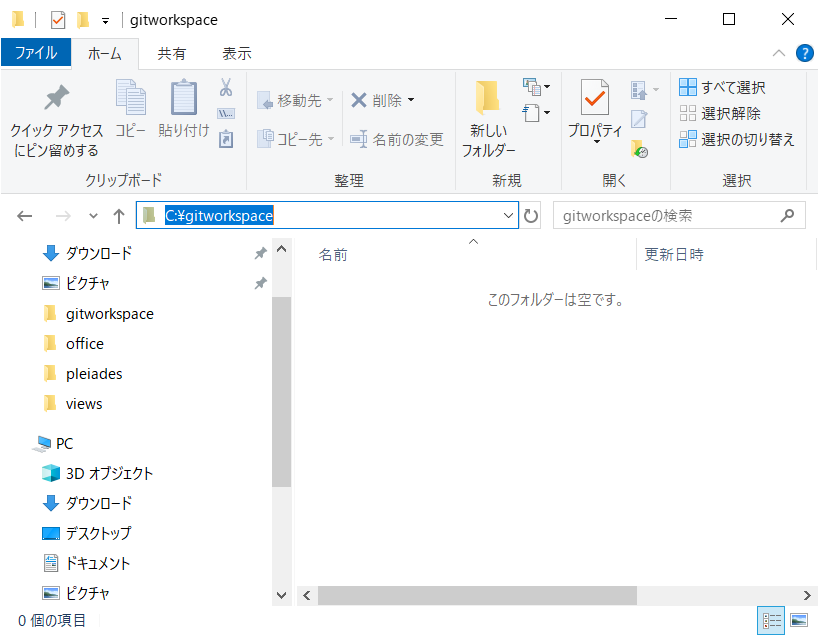 gitworkspace
ファイル ホーム 共有 表示
クイック アクセス
にピン留めする
コピー
貼り付け
クリップボード
移動先
コピー先
削除
名前の変更
整理
新しい
フォルダー
新規
プロパティ
開く
すべて選択
選択解除
選択の切り替え
選択
C:¥gitworkspace
gitworkspaceの検索
ダウンロード
ピクチャ
gitworkspace
office
pleiades
views
PC
3D オブジェクト
ダウンロード
デスクトップ
ドキュメント
ピクチャ
名前 更新日時
このフォルダーは空です。
0 個の項目